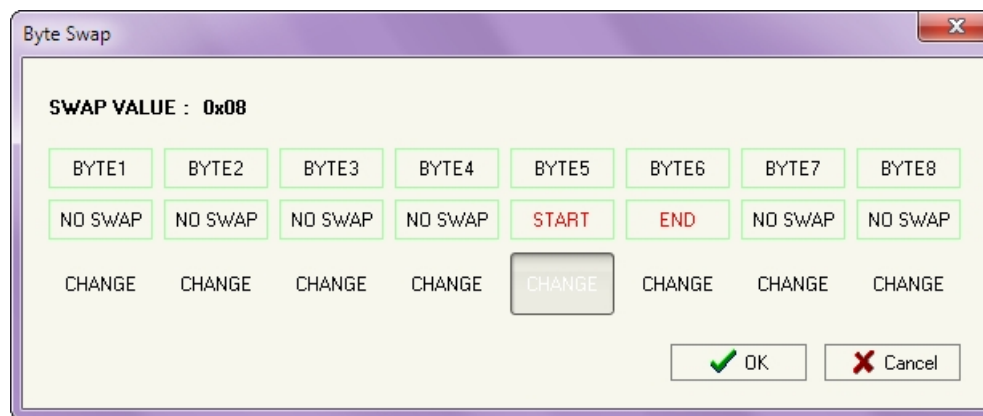 Byte Swap
SWAP VALUE : 0x08
BYTE1 BYTE2 BYTE3 BYTE4 BYTE5 BYTE6 BYTE7 BYTE8
NO SWAP NO SWAP NO SWAP NO SWAP START END NO SWAP NO SWAP
CHANGE CHANGE CHANGE CHANGE CHANGE CHANGE CHANGE CHANGE
OK Cancel